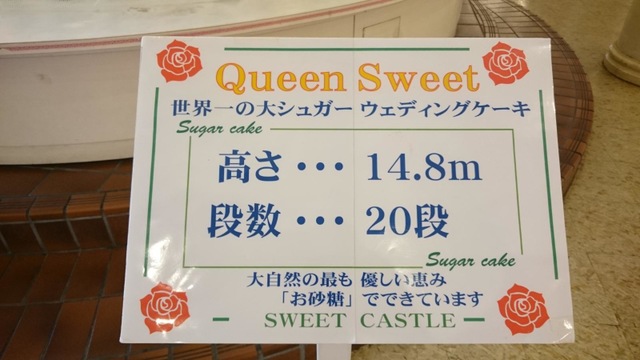 Queen Sweet
世界一の大シュガーウェディングケーキ
Sugar cake
高さ・・・14.8m
段数・・・20段
Sugar cake
大自然の最も優しい恵み
「お砂糖」でできています
SWEET CASTLE